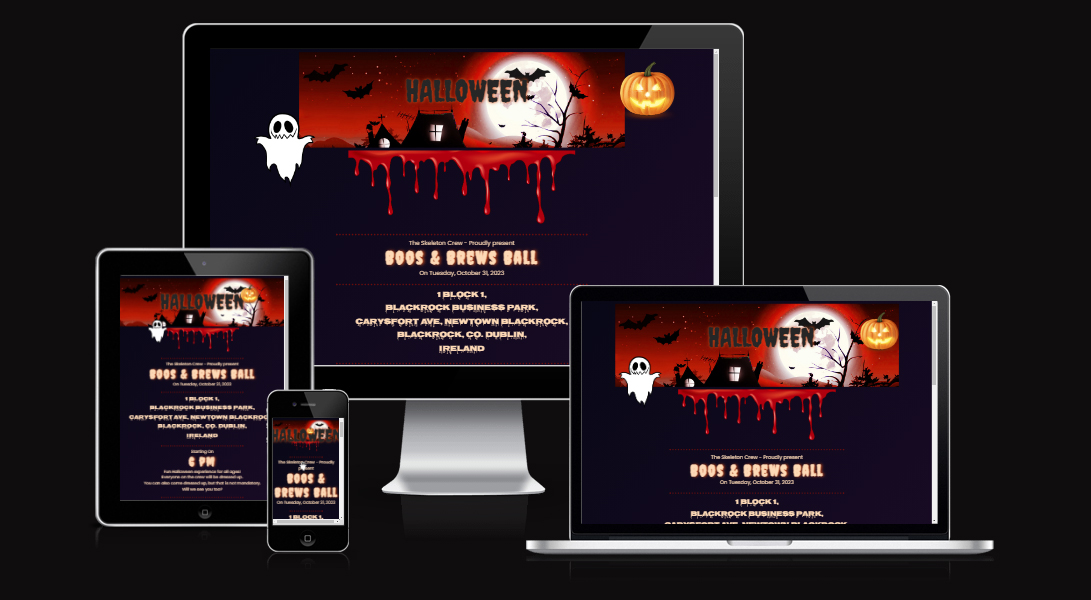 HALLOWEEN
The Skeleton Crew - Proudly present
BOOS & BREWS BALL
On Tuesday, October 31, 2023
1 BLOCK 1,
BLACKROCK BUSINESS PARK,
CARYSFORT AVE, NEWTOWN BLACKROCK,
BLACKROCK, CO. DUBLIN,
IRELAND
HALLOWEEN
The Skeleton Crew - Proudly present
BOOS & BREWS BALL
On Tuesday, October 31, 2023
1 BLOCK 1,
BLACKROCK BUSINESS PARK,
CARYSFORT AVE, NEWTOWN BLACKROC
BLACKROCK, CO. DUBLIN,
IRELAND
Starting On
6 PM
Fun Halloween experience for all ages!
Everyone on the crew will be dressed up.
You can also come dressed up, but that is not mandatory.
Will we see you tour?
HALLOWEEN
The Skeleton Crew - Proudly
present
BOOS &
BREWS BALL
On Tuesday, October 31, 2023
1 BLOCK 1,
HALLOWEEN
The Skeleton Crew - Proudly present
BOOS & BREWS BALL
On Tuesday, October 31, 2023
1 BLOCK 1,
BLACKROCK BUSINESS PARK,
CARYSFORT AVE, NEWTOWN BLACKROCK,